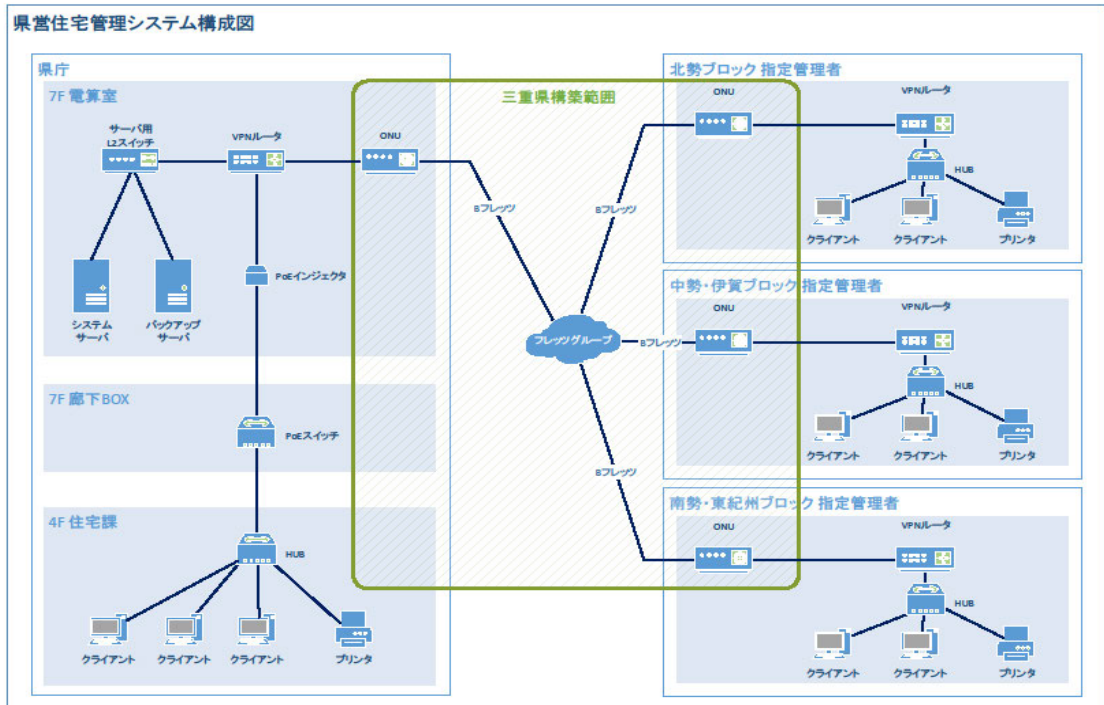 県営住宅管理システム構成図
県庁
7F 電算室
サーバ用
L2スイッチ
VPNルータ
ONU
PoEインジェクタ
システム
サーバ
バックアップ
サーバ
7F 廊下BOX
PoEスイッチ
4F 住宅課
HUB
クライアント
クライアント
クライアント
プリンタ
三重県構築範囲
Bフレッツ
Bフレッツ
フレッツグループ
Bフレッツ
Bフレッツ
北勢ブロック 指定管理者
ONU
VPNルータ
HUB
クライアント
クライアント
プリンタ
中勢・伊賀ブロック 指定管理者
ONU
VPNルータ
HUB
クライアント
クライアント
プリンタ
南勢・東紀州ブロック 指定管理者
ONU
VPNルータ
HUB
クライアント
クライアント
プリンタ